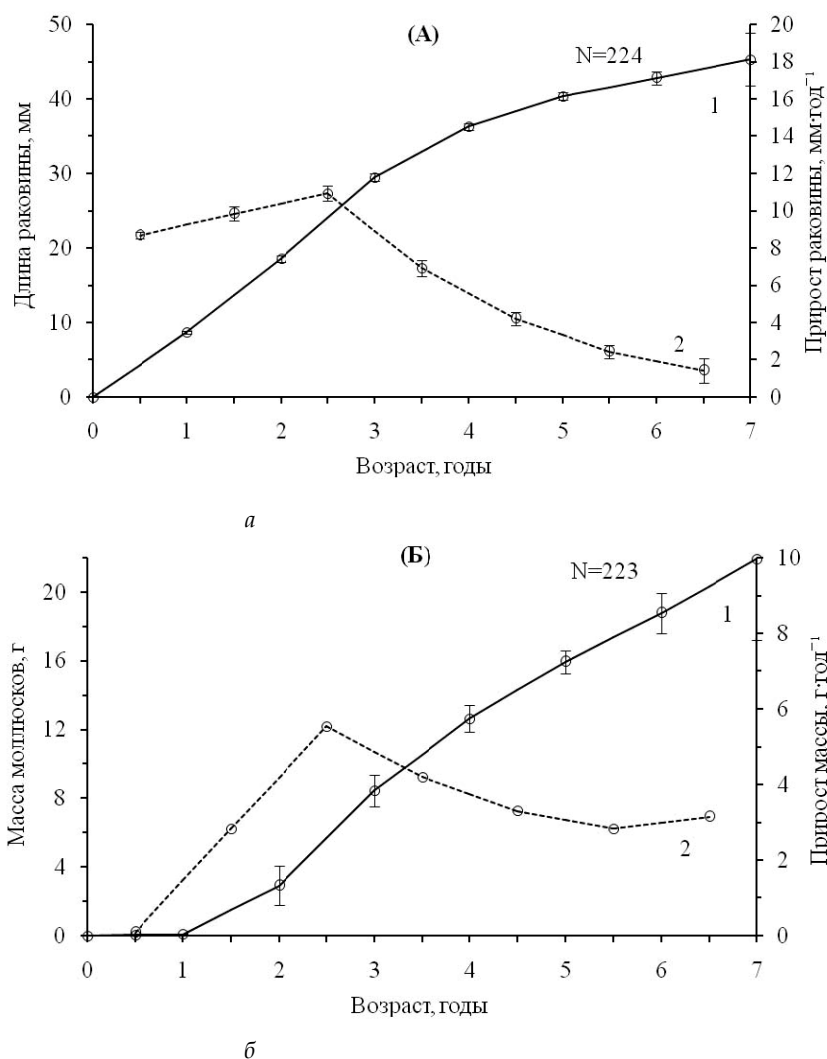 (А)
N=224
Длина раковины, мм
50
40
30
20
10
0
Прирост раковины, мм·год⁻¹
20
18
16
14
12
10
8
6
4
2
0
1
2
0 1 2 3 4 5 6 7
Возраст, годы
а
(Б)
N=223
Масса моллюсков, г
20
16
12
8
4
0
Прирост массы, г·год⁻¹
10
8
6
4
2
0
1
2
0 1 2 3 4 5 6 7
Возраст, годы
б